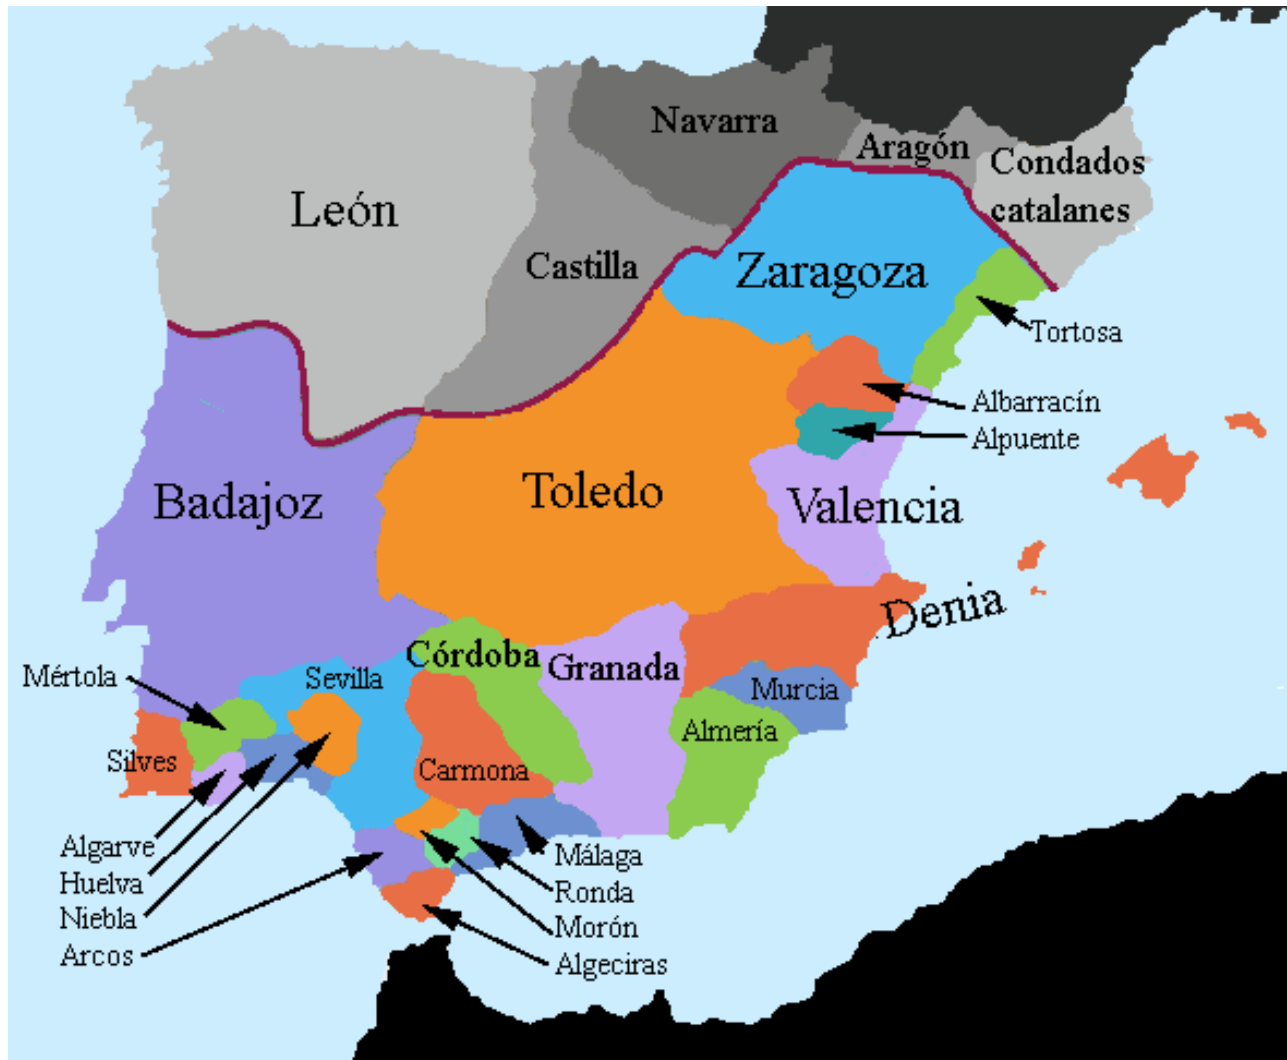 Navarra
Aragón
Condados
catalanes
León
Castilla
Zaragoza
Tortosa
Albarracín
Alpuente
Badajoz
Toledo
Valencia
Denia
Córdoba
Granada
Mértola
Sevilla
Murcia
Almería
Silves
Carmona
Algarve
Huelva
Niebla
Arcos
Málaga
Ronda
Morón
Algeciras